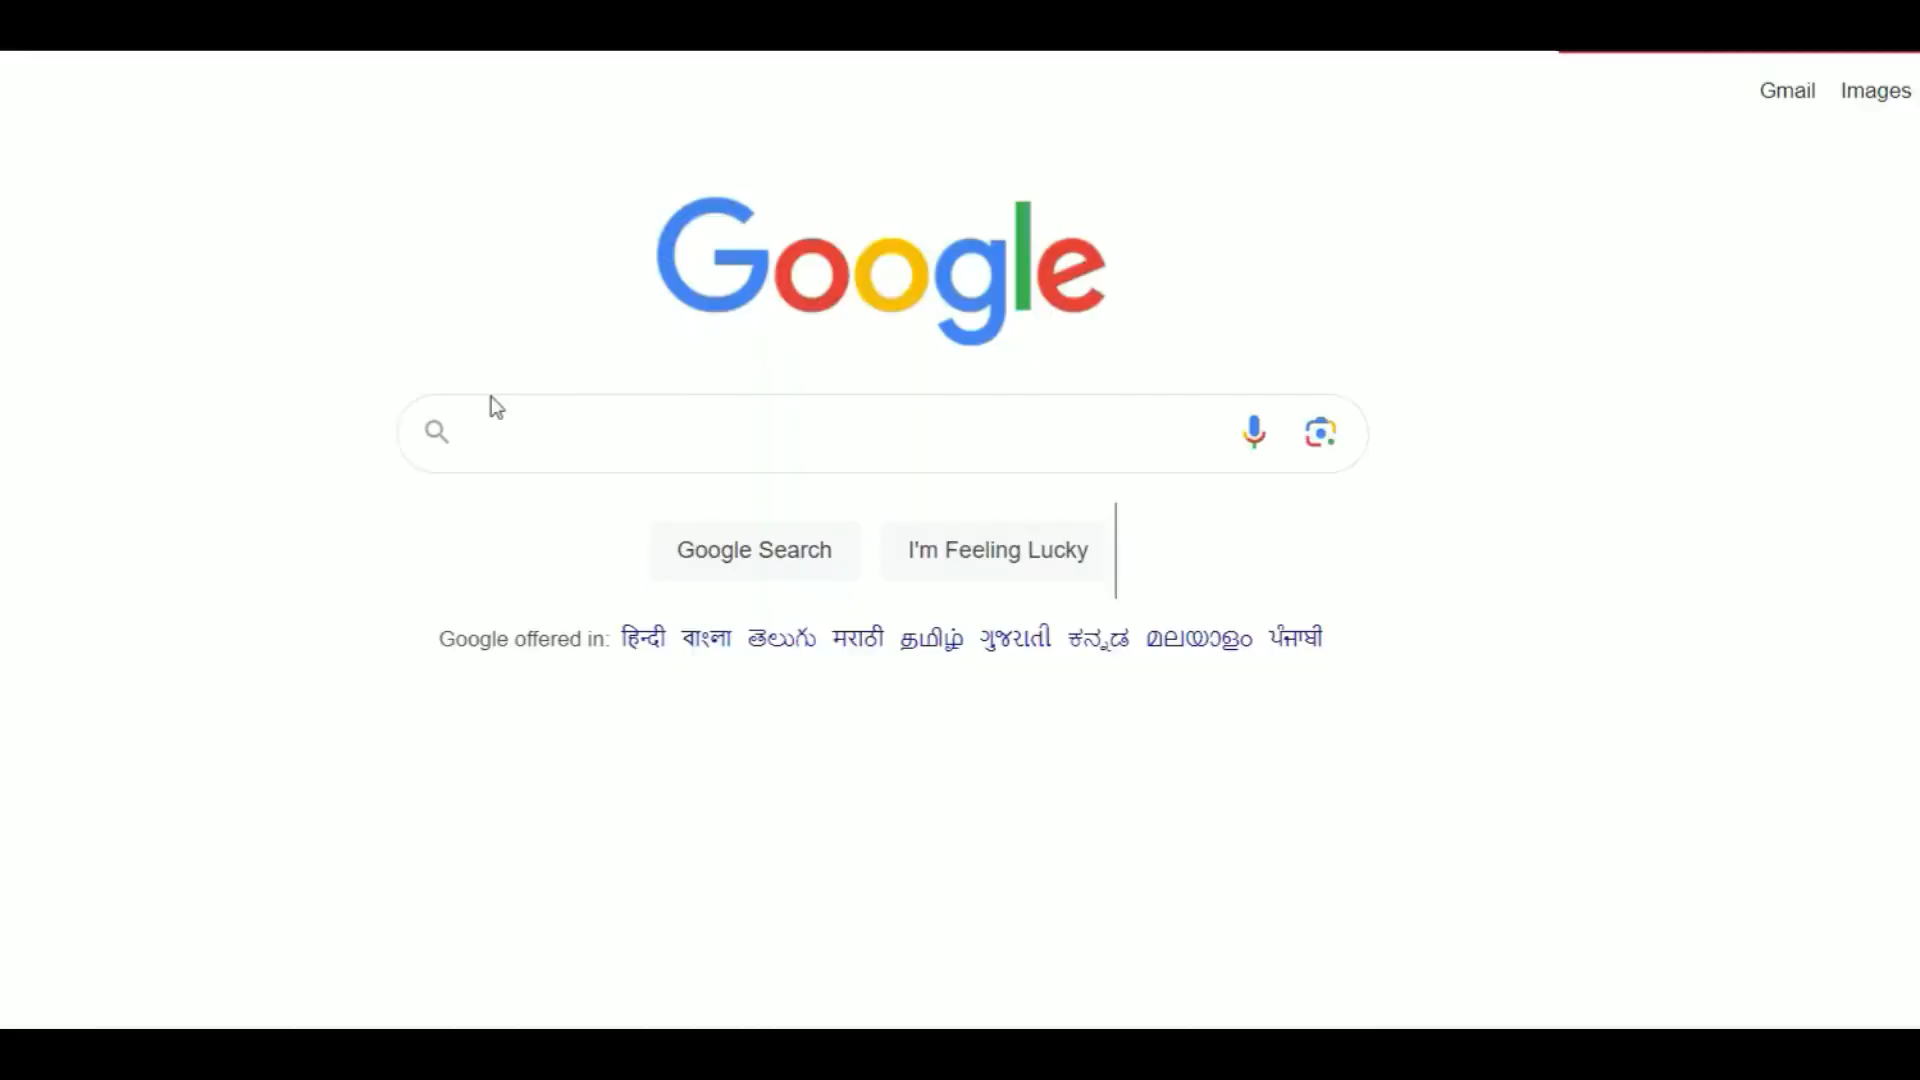 Gmail Images
Google
Google Search I'm Feeling Lucky
Google offered in: हिन्दी বাংলা తెలుగు मराठी தமிழ் ગુજરાતી ಕನ್ನಡ മലയാളം ਪੰਜਾਬੀ